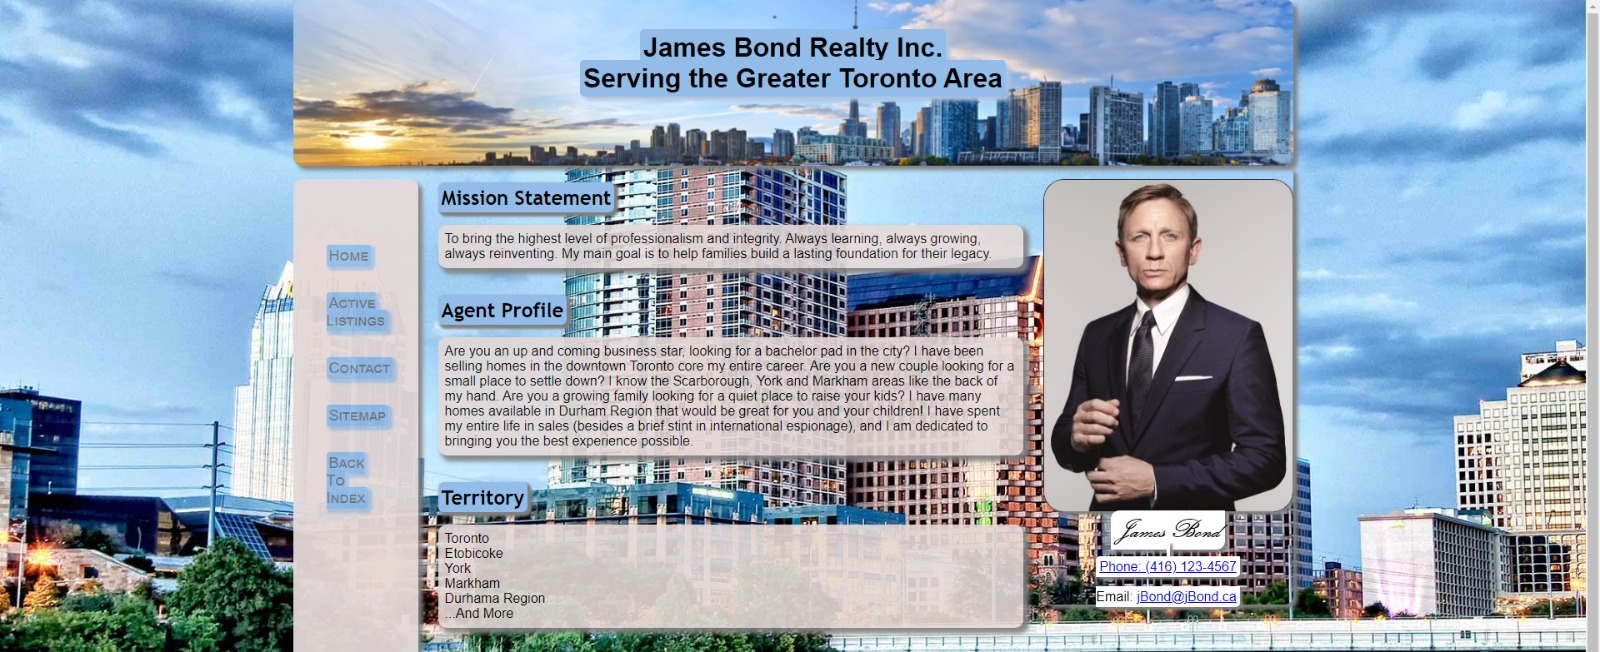 James Bond Realty Inc.
Serving the Greater Toronto Area
Home
Active
Listings
Contact
Sitemap
Back
To
Index
Mission Statement
To bring the highest level of professionalism and integrity. Always learning, always growing,
always reinventing. My main goal is to help families build a lasting foundation for their legacy.
Agent Profile
Are you an up and coming business star, looking for a bachelor pad in the city? I have been
selling homes in the downtown Toronto core my entire career. Are you a new couple looking for a
small place to settle down? I know the Scarborough, York and Markham areas like the back of
my hand. Are you a growing family looking for a quiet place to raise your kids? I have many
homes available in Durham Region that would be great for you and your children! I have spent
my entire life in sales (besides a brief stint in international espionage), and I am dedicated to
bringing you the best experience possible.
Territory
Toronto
Etobicoke
York
Markham
Durhama Region
...And More
James Bond
Phone: (416) 123-4567
Email: jBond@jBond.ca